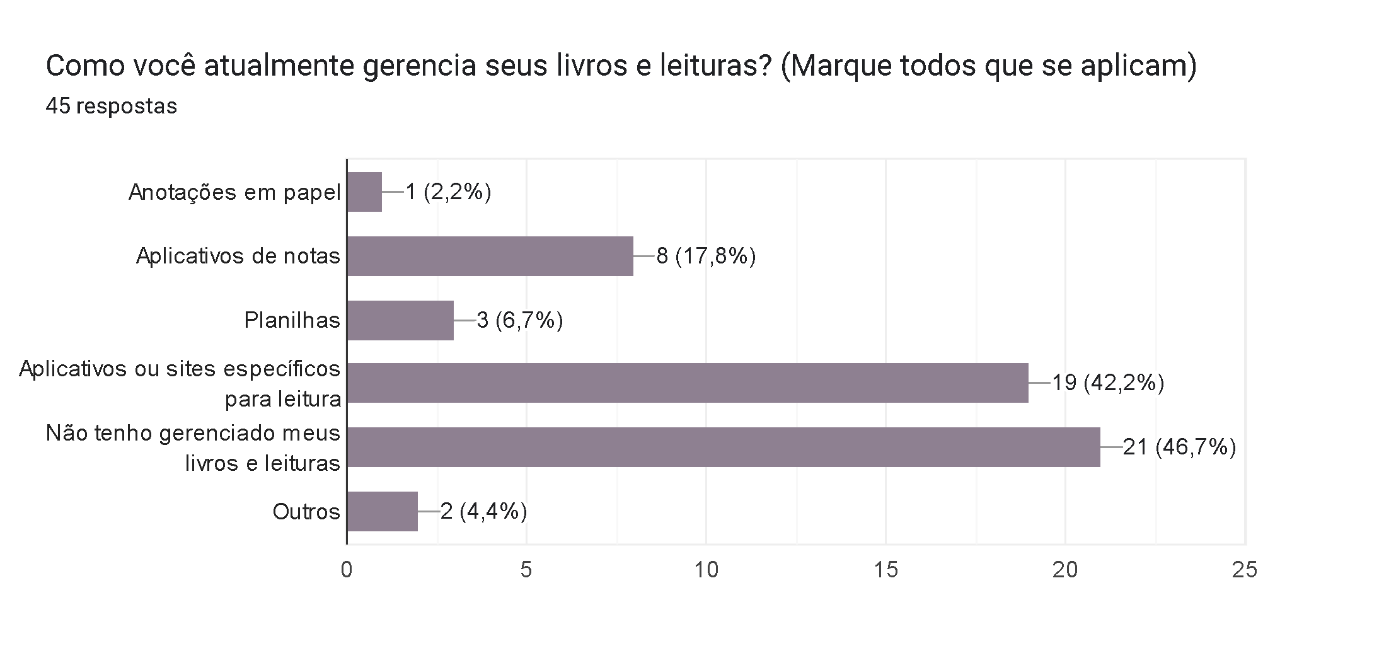 Como você atualmente gerencia seus livros e leituras? (Marque todos que se aplicam)
45 respostas
Anotações em papel
1 (2,2%)
Aplicativos de notas
8 (17,8%)
Planilhas
3 (6,7%)
Aplicativos ou sites específicos
para leitura
19 (42,2%)
Não tenho gerenciado meus
livros e leituras
21 (46,7%)
Outros
2 (4,4%)
0 5 10 15 20 25